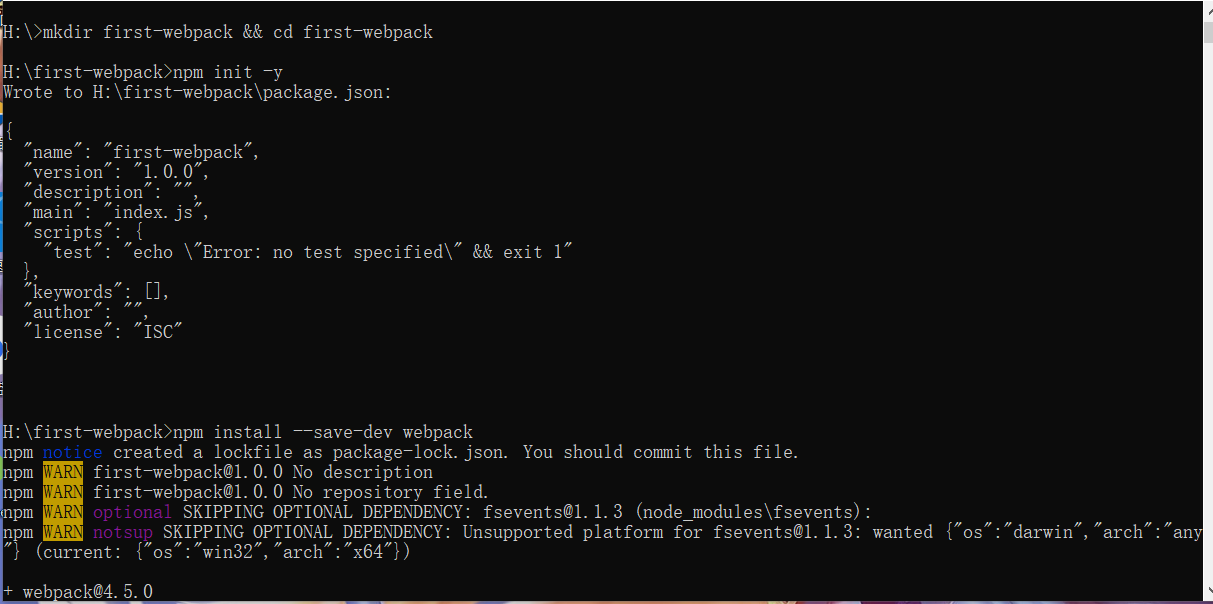 H:\>mkdir first-webpack && cd first-webpack
H:\first-webpack>npm init -y
Wrote to H:\first-webpack\package.json:
{
  "name": "first-webpack",
  "version": "1.0.0",
  "description": "",
  "main": "index.js",
  "scripts": {
    "test": "echo \"Error: no test specified\" && exit 1"
  },
  "keywords": [],
  "author": "",
  "license": "ISC"
}
H:\first-webpack>npm install --save-dev webpack
npm notice created a lockfile as package-lock.json. You should commit this file.
npm WARN first-webpack@1.0.0 No description
npm WARN first-webpack@1.0.0 No repository field.
npm WARN optional SKIPPING OPTIONAL DEPENDENCY: fsevents@1.1.3 (node_modules\fsevents):
npm WARN notsup SKIPPING OPTIONAL DEPENDENCY: Unsupported platform for fsevents@1.1.3: wanted {"os":"darwin","arch":"any
"} (current: {"os":"win32","arch":"x64"})
+ webpack@4.5.0